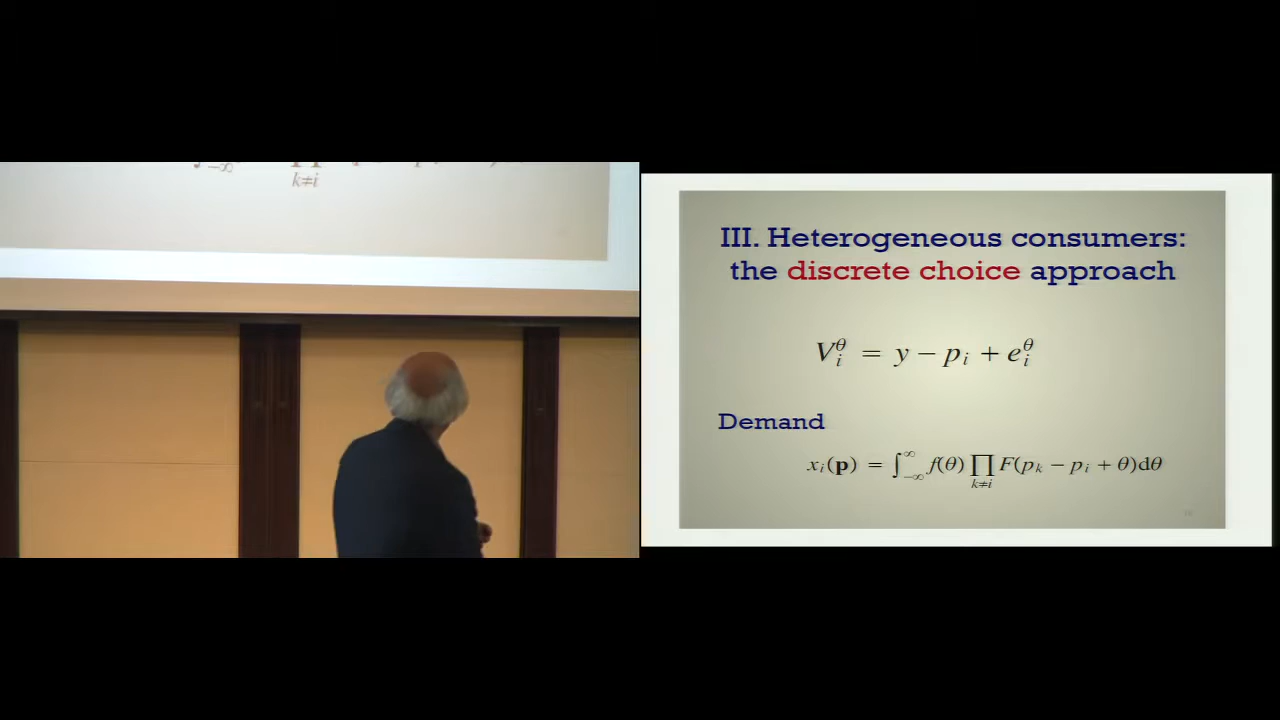 k≠i
III. Heterogeneous consumers:
the discrete choice approach
V_i^θ = y − p_i + e_i^θ
Demand
x_i(p) = ∫_{−∞}^{∞} f(θ) ∏_{k≠i} F(p_k − p_i + θ)dθ